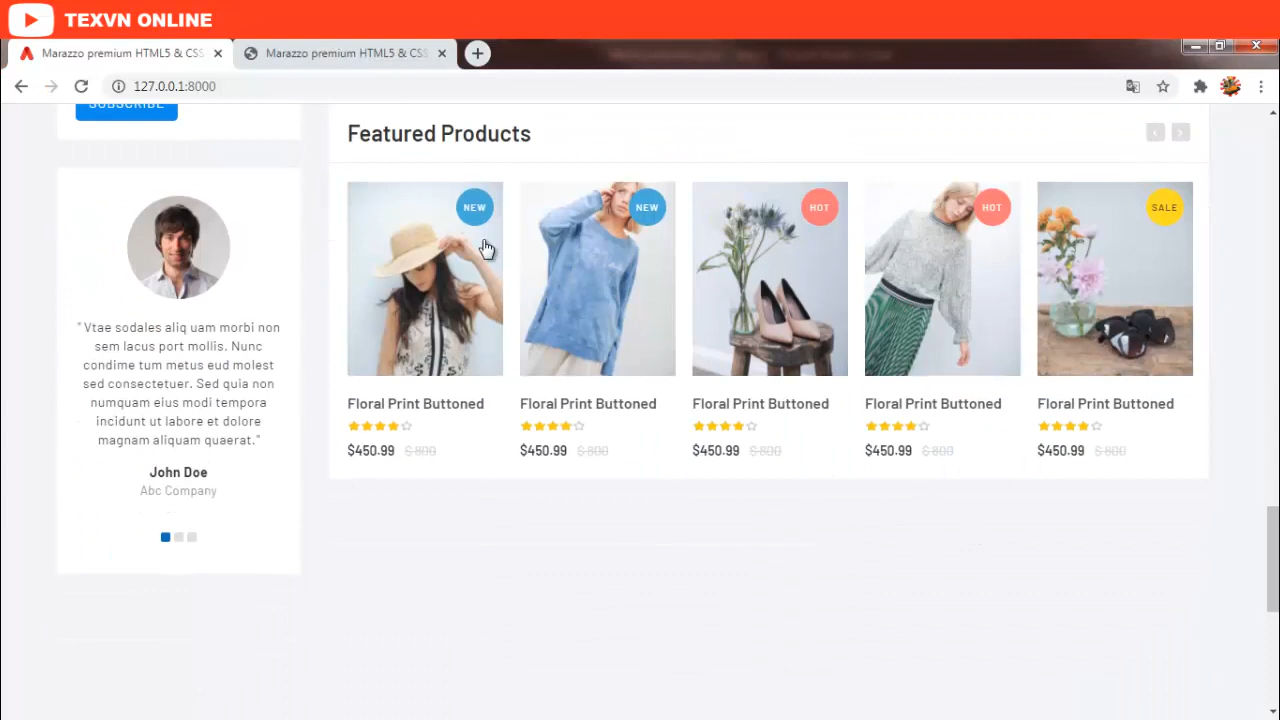 TEXVN ONLINE
Marazzo premium HTML5 & CSS
Marazzo premium HTML5 & CSS
127.0.0.1:8000
SUBSCRIBE
Featured Products
NEW
NEW
HOT
HOT
SALE
" Vtae sodales aliq uam morbi non
sem lacus port mollis. Nunc
condime tum metus eud molest
sed consectetuer. Sed quia non
numquam eius modi tempora
incidunt ut labore et dolore
magnam aliquam quaerat."
John Doe
Abc Company
Floral Print Buttoned
Floral Print Buttoned
Floral Print Buttoned
Floral Print Buttoned
Floral Print Buttoned
$450.99 $ 800
$450.99 $ 800
$450.99 $ 800
$450.99 $ 800
$450.99 $ 800